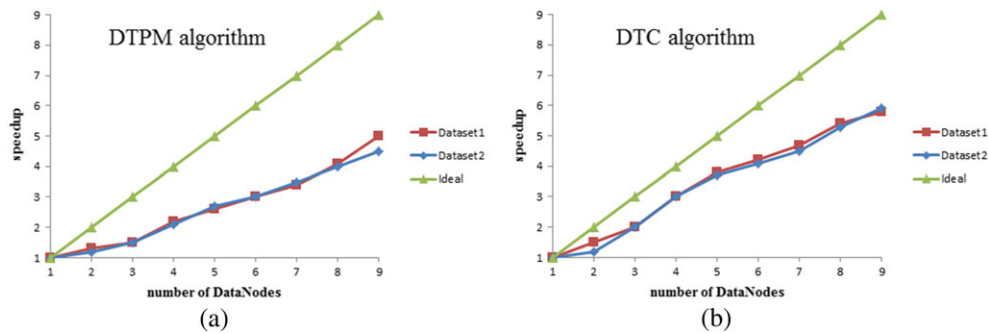 DTPM algorithm
speedup
9
8
7
6
5
4
3
2
1
1 2 3 4 5 6 7 8 9
number of DataNodes
Dataset1
Dataset2
Ideal
(a)
DTC algorithm
speedup
9
8
7
6
5
4
3
2
1
1 2 3 4 5 6 7 8 9
number of DataNodes
Dataset1
Dataset2
Ideal
(b)